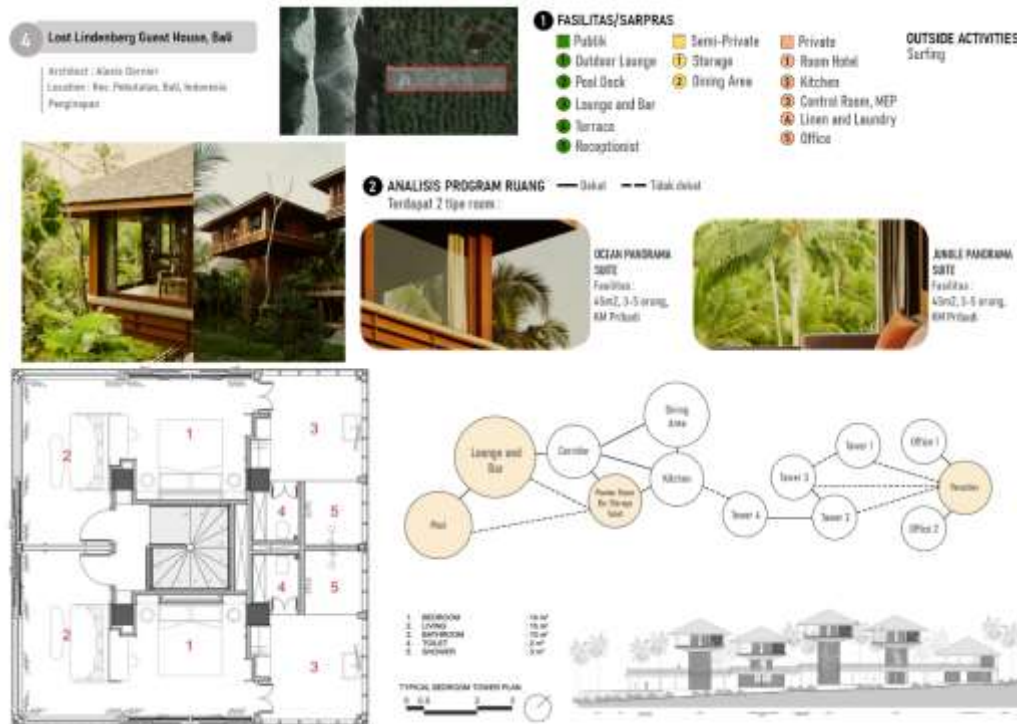 4 Lost Lindenberg Guest House, Bali
Architect : Alexis Dornier
Location : Kec. Pekutatan, Bali, Indonesia
Penginapan
1 FASILITAS/SARPRAS
Publik
1 Outdoor Lounge
2 Pool Deck
3 Lounge and Bar
4 Terrace
5 Receptionist
Semi-Private
1 Storage
2 Dining Area
Private
1 Room Hotel
2 Kitchen
3 Control Room, MEP
4 Linen and Laundry
5 Office
OUTSIDE ACTIVITIES
Surfing
2 ANALISIS PROGRAM RUANG
Dekat
Tidak dekat
Terdapat 2 tipe room :
OCEAN PANORAMA
SUITE
Fasilitas :
45m2, 3-5 orang,
KM Pribadi
JUNGLE PANORAMA
SUITE
Fasilitas :
45m2, 3-5 orang,
KM Pribadi
1
3
2
4
5
4
5
2
1
3
Pool
Lounge and
Bar
Corridor
Dining
Area
Kitchen
Tower 4
Tower 3
Tower 2
Tower 1
Office 1
Office 2
1. BEDROOM
2. LIVING
3. BATHROOM
4. TOILET
5. SHOWER
TYPICAL BEDROOM TOWER PLAN